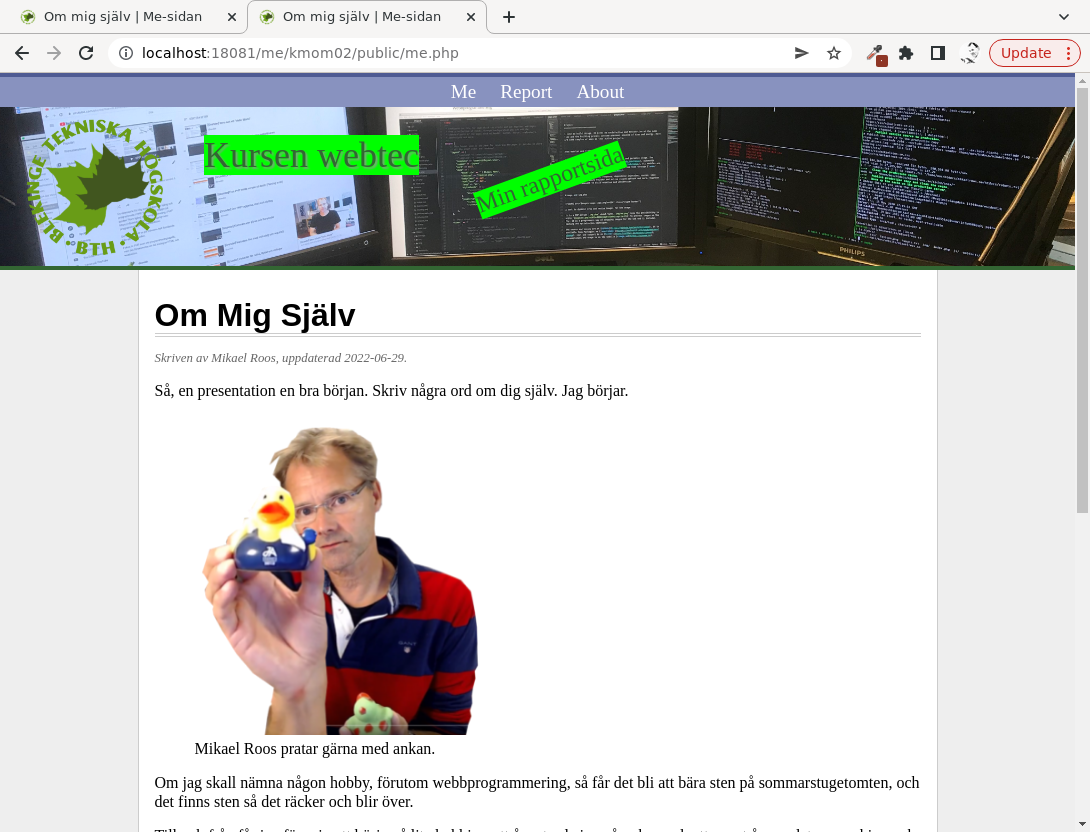 Om mig själv | Me-sidan
Om mig själv | Me-sidan
localhost:18081/me/kmom02/public/me.php
Update
Me Report About
BLEKINGE TEKNISKA HÖGSKOLA
• BTH •
Kursen webtec
Min rapportsida
DELL
PHILIPS
Om Mig Själv
Skriven av Mikael Roos, uppdaterad 2022-06-29.
Så, en presentation en bra början. Skriv några ord om dig själv. Jag börjar.
Mikael Roos pratar gärna med ankan.
Om jag skall nämna någon hobby, förutom webbprogrammering, så får det bli att bära sten på sommarstugetomten, och
det finns sten så det räcker och blir över.